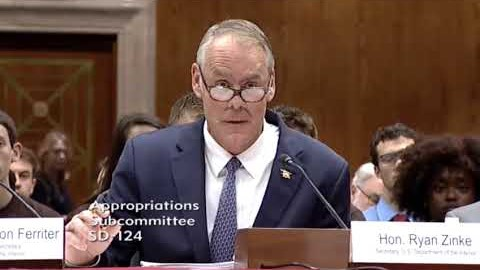 Appropriations
Subcommittee
SD-124
on Ferriter
Hon. Ryan Zinke
Secretary, Department of the Interior